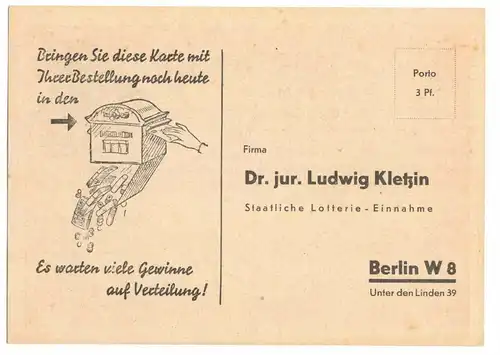 Bringen Sie diese Karte mit
Ihrer Bestellung noch heute
in den
Es warten viele Gewinne
auf Verteilung!
Porto
3 Pf.
Firma
Dr. jur. Ludwig Kletzin
Staatliche Lotterie - Einnahme
Berlin W 8
Unter den Linden 39